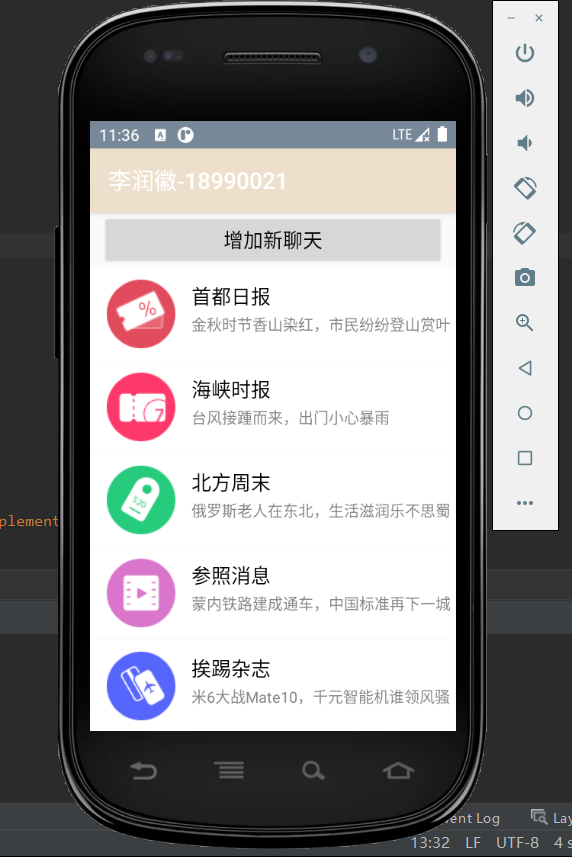 11:36
LTE
李润徽-18990021
增加新聊天
首都日报
金秋时节香山染红，市民纷纷登山赏叶
海峡时报
台风接踵而来，出门小心暴雨
北方周末
俄罗斯老人在东北，生活滋润乐不思蜀
参照消息
蒙内铁路建成通车，中国标准再下一城
挨踢杂志
米6大战Mate10，千元智能机谁领风骚
plement
ent Log
Lay
13:32 LF UTF-8 4 s